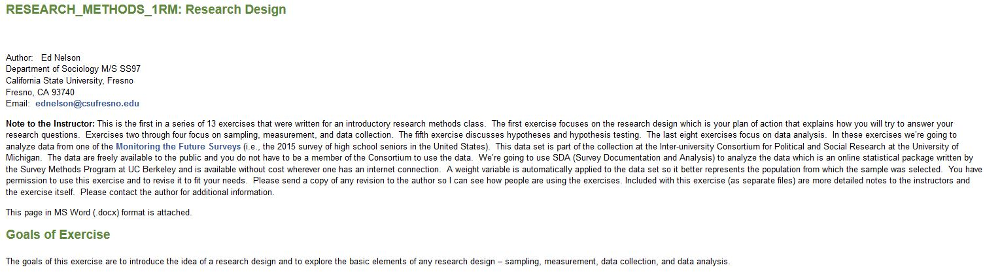 RESEARCH_METHODS_1RM: Research Design
Author:   Ed Nelson
Department of Sociology M/S SS97
California State University, Fresno
Fresno, CA 93740
Email:  ednelson@csufresno.edu
Note to the Instructor: This is the first in a series of 13 exercises that were written for an introductory research methods class.  The first exercise focuses on the research design which is your plan of action that explains how you will try to answer your
research questions.  Exercises two through four focus on sampling, measurement, and data collection.  The fifth exercise discusses hypotheses and hypothesis testing.  The last eight exercises focus on data analysis.  In these exercises we’re going to
analyze data from one of the Monitoring the Future Surveys (i.e., the 2015 survey of high school seniors in the United States).  This data set is part of the collection at the Inter-university Consortium for Political and Social Research at the University of
Michigan.  The data are freely available to the public and you do not have to be a member of the Consortium to use the data.  We’re going to use SDA (Survey Documentation and Analysis) to analyze the data which is an online statistical package written by
the Survey Methods Program at UC Berkeley and is available without cost wherever one has an internet connection.  A weight variable is automatically applied to the data set so it better represents the population from which the sample was selected.  You have
permission to use this exercise and to revise it to fit your needs.  Please send a copy of any revision to the author so I can see how people are using the exercises. Included with this exercise (as separate files) are more detailed notes to the instructors and
the exercise itself.  Please contact the author for additional information.
This page in MS Word (.docx) format is attached.
Goals of Exercise
The goals of this exercise are to introduce the idea of a research design and to explore the basic elements of any research design – sampling, measurement, data collection, and data analysis.